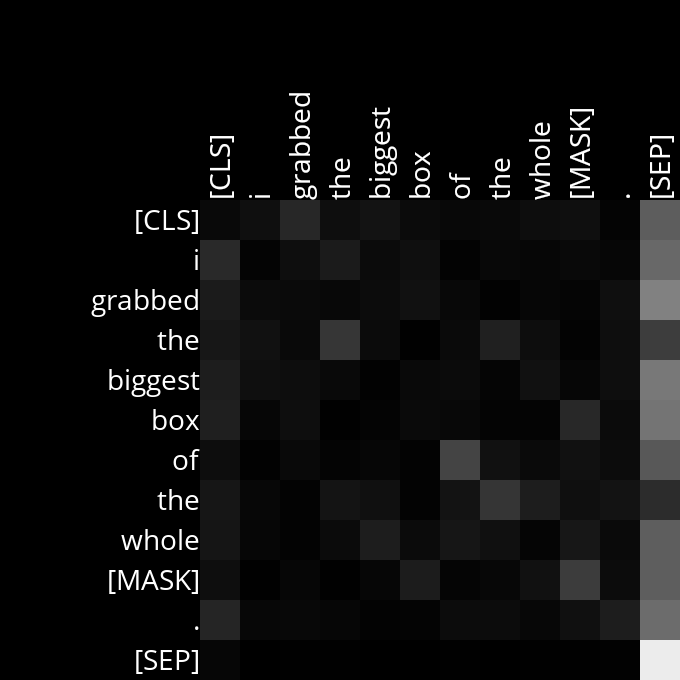 [CLS] i grabbed the biggest box of the whole [MASK] . [SEP]
[CLS]
i
grabbed
the
biggest
box
of
the
whole
[MASK]
.
[SEP]